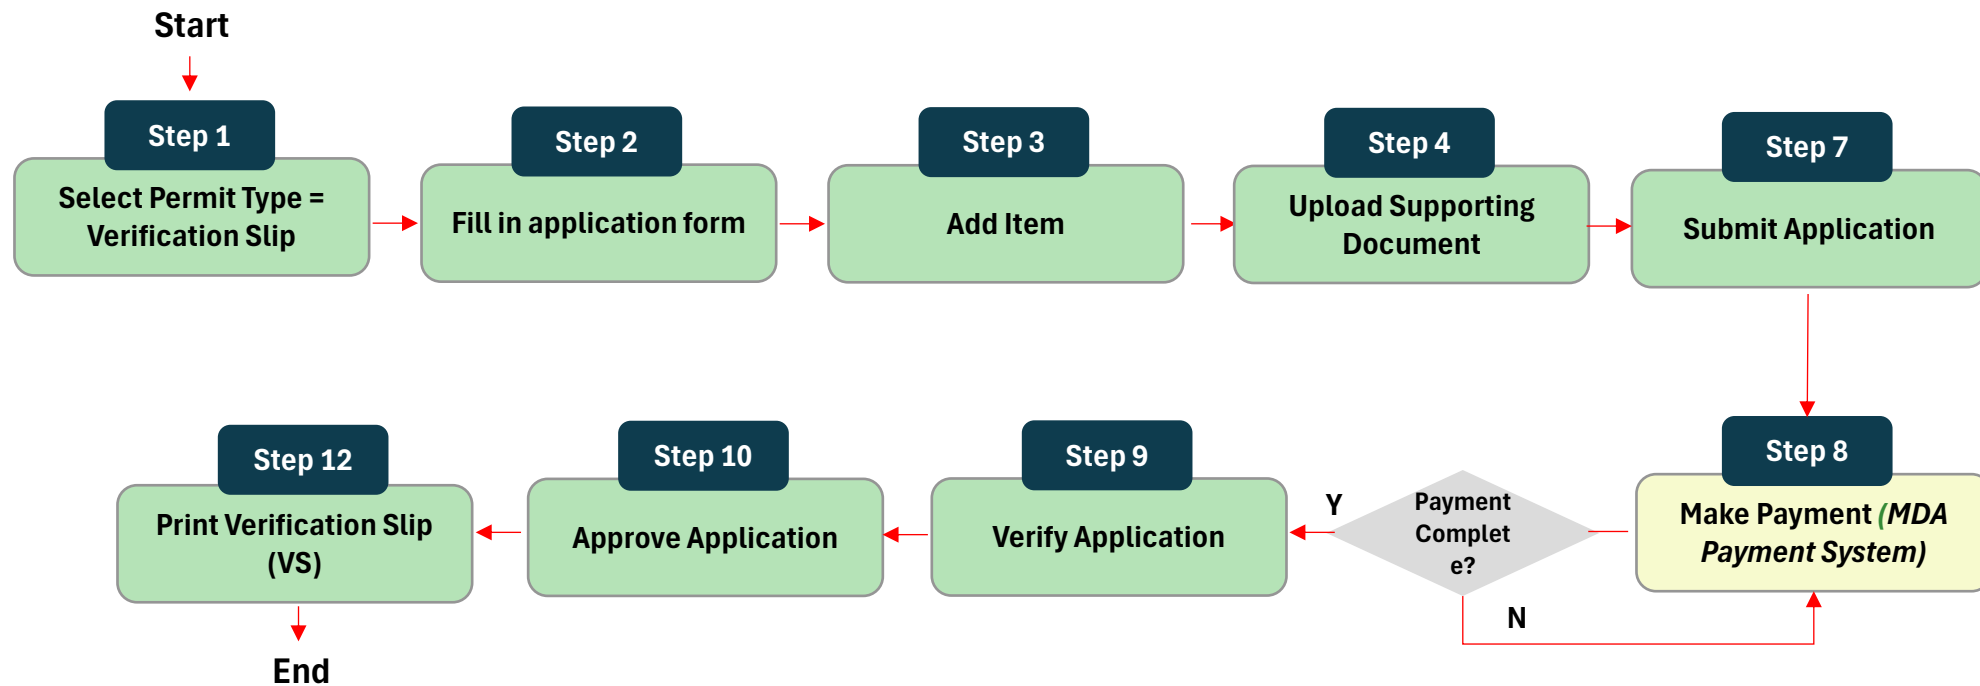 Start
Step 1
Select Permit Type =
Verification Slip
Step 2
Fill in application form
Step 3
Add Item
Step 4
Upload Supporting
Document
Step 7
Submit Application
Step 8
Make Payment (MDA
Payment System)
Payment
Complet
e?
Y
N
Step 9
Verify Application
Step 10
Approve Application
Step 12
Print Verification Slip
(VS)
End